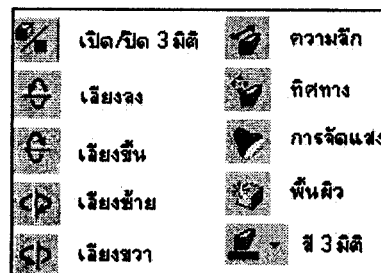 เปิด/ปิด 3 มิติ
เอียงลง
เอียงขึ้น
เอียงซ้าย
เอียงขวา
ความลึก
ทิศทาง
การจัดแสง
พื้นผิว
สี 3 มิติ